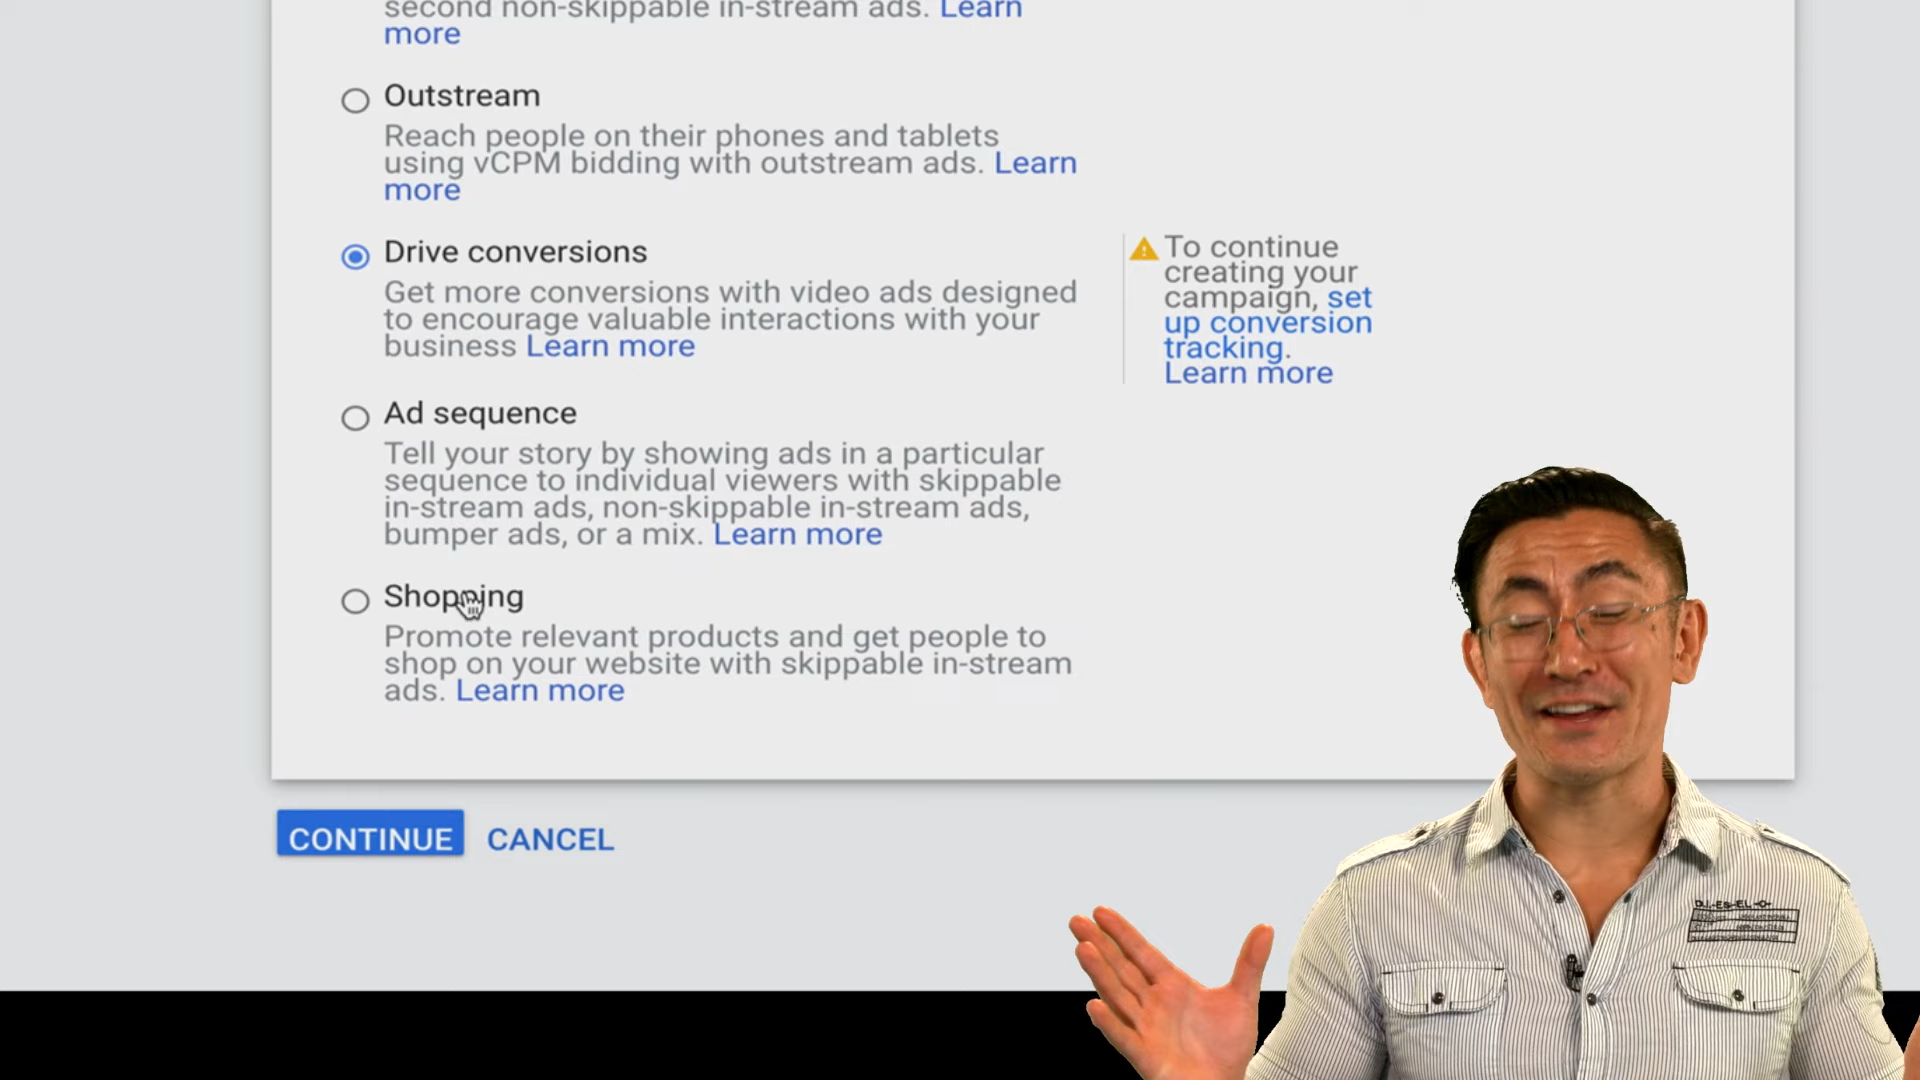 second non-skippable in-stream ads. Learn
more
Outstream
Reach people on their phones and tablets
using vCPM bidding with outstream ads. Learn
more
Drive conversions
Get more conversions with video ads designed
to encourage valuable interactions with your
business Learn more
To continue
creating your
campaign, set
up conversion
tracking.
Learn more
Ad sequence
Tell your story by showing ads in a particular
sequence to individual viewers with skippable
in-stream ads, non-skippable in-stream ads,
bumper ads, or a mix. Learn more
Shopping
Promote relevant products and get people to
shop on your website with skippable in-stream
ads. Learn more
CONTINUE CANCEL